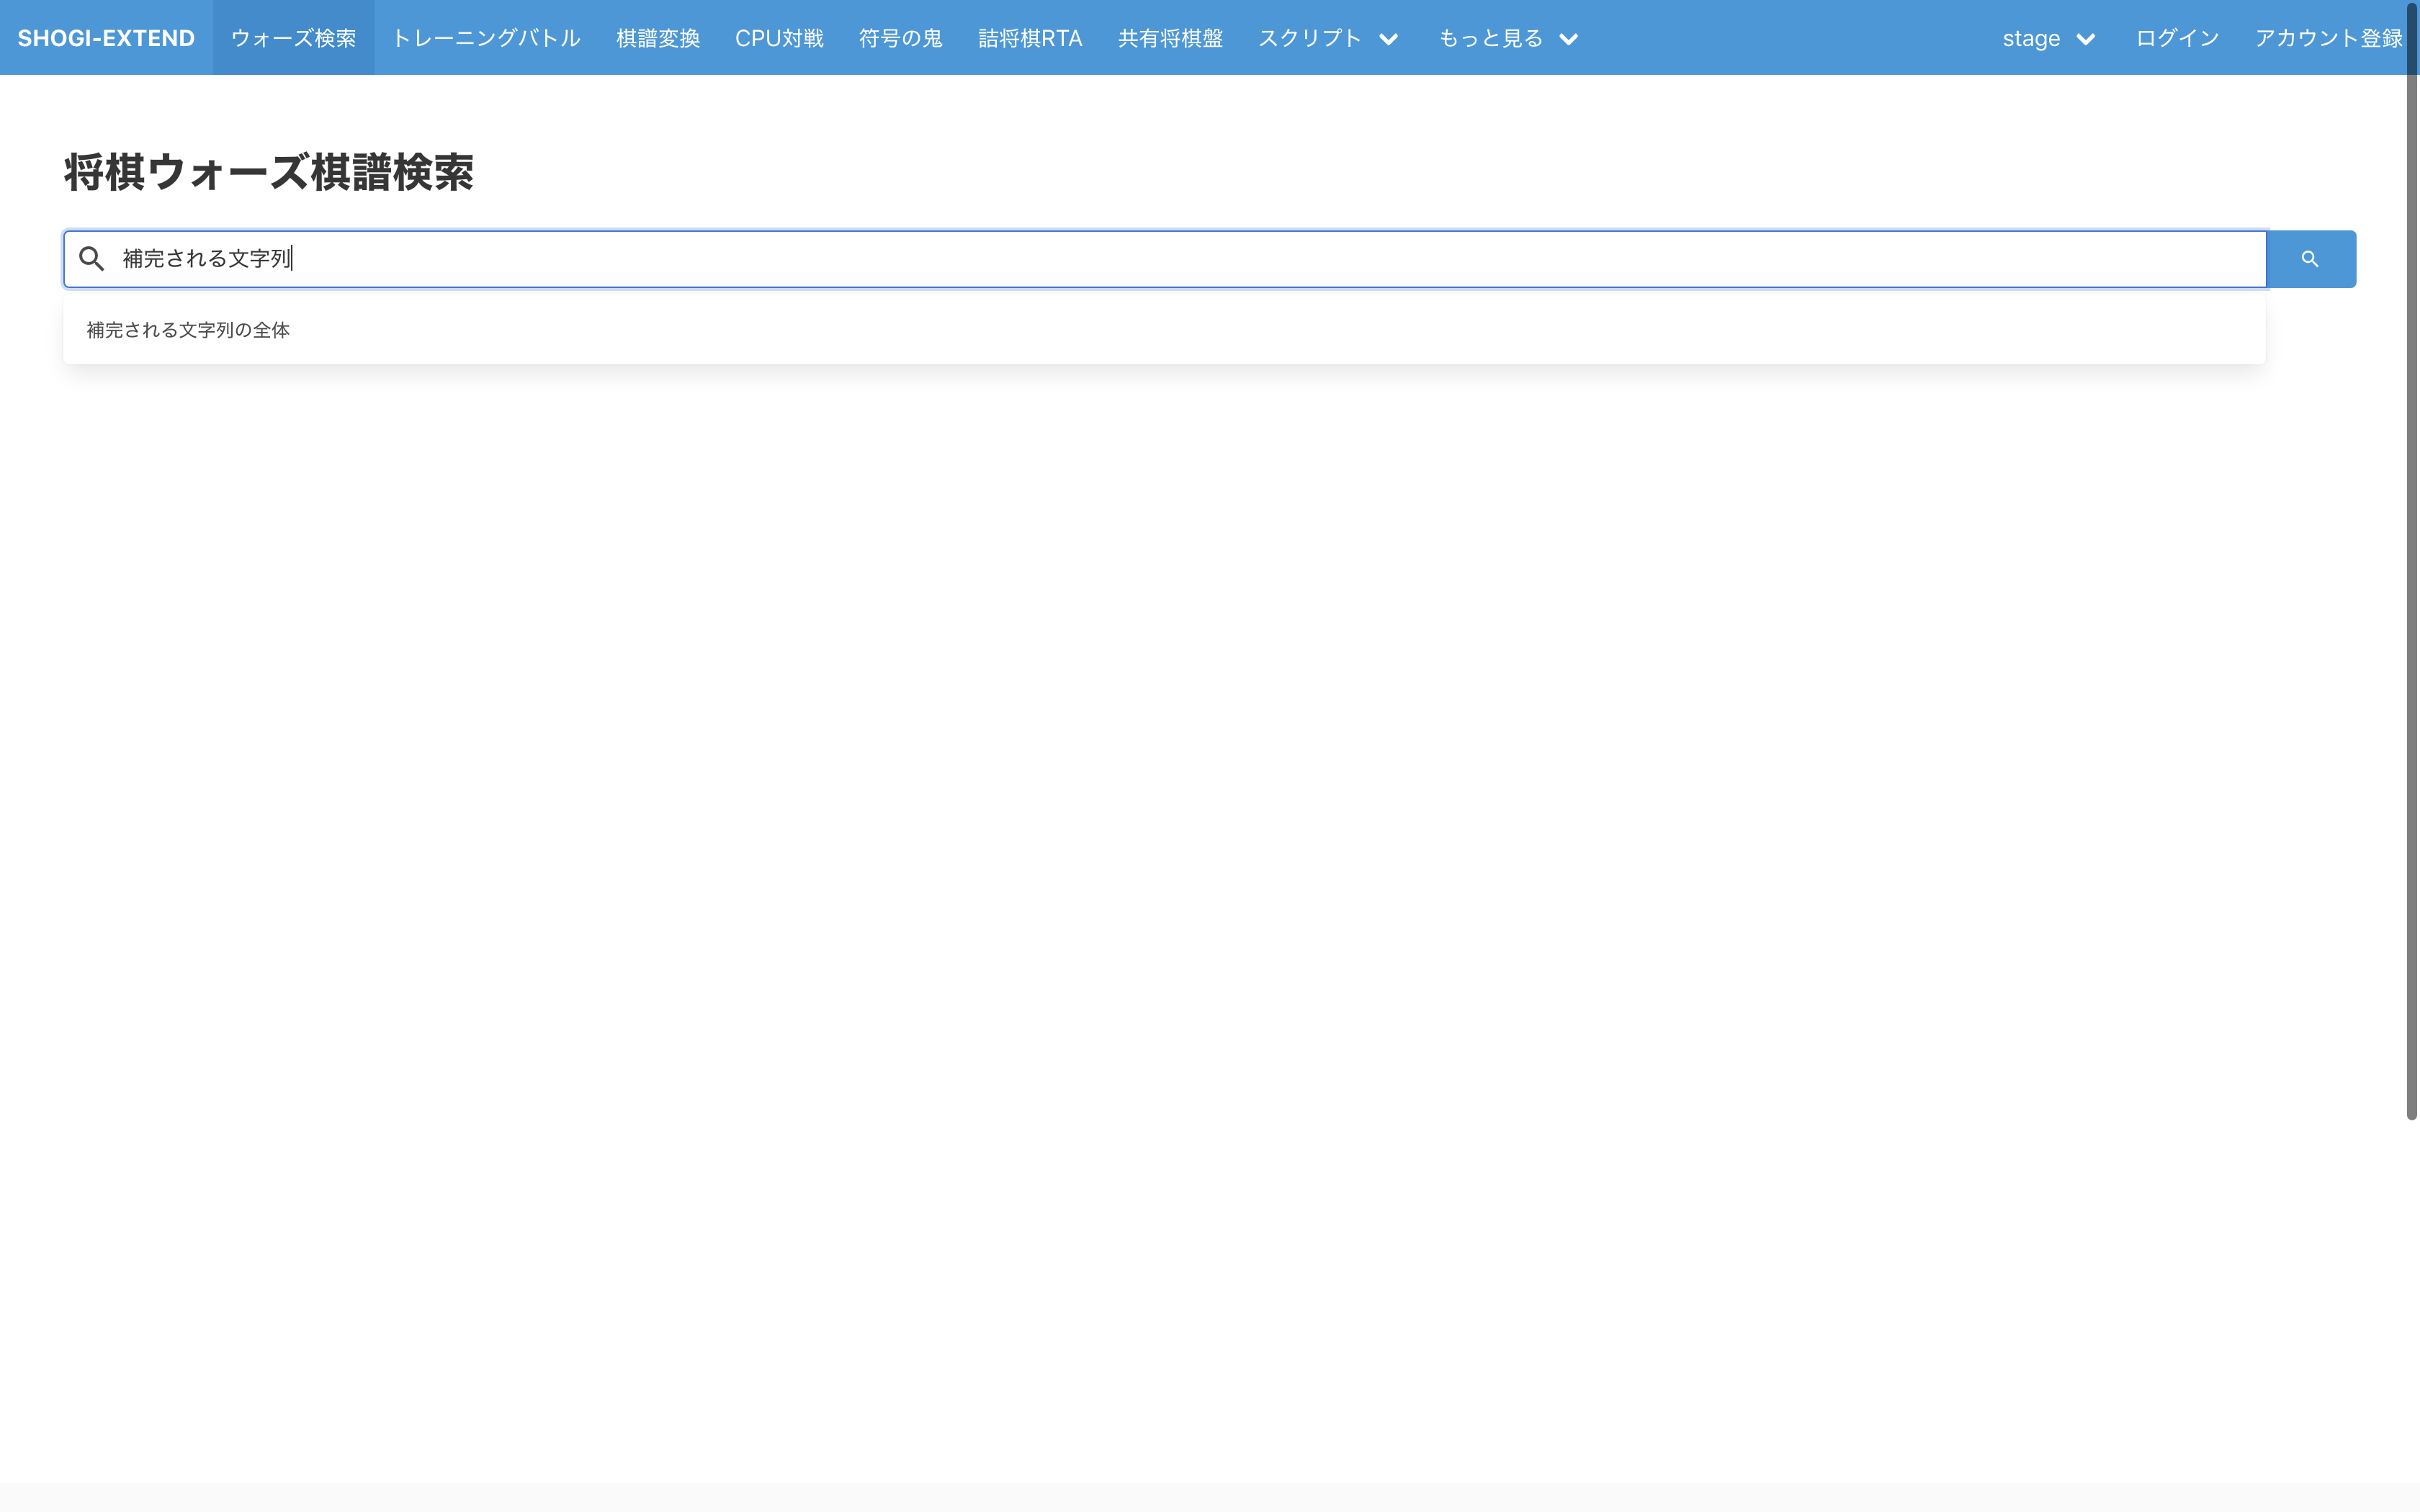 SHOGI-EXTEND ウォーズ検索 トレーニングバトル 棋譜変換 CPU対戦 符号の鬼 詰将棋RTA 共有将棋盤 スクリプト もっと見る stage ログイン アカウント登録
将棋ウォーズ棋譜検索
補完される文字列
補完される文字列の全体